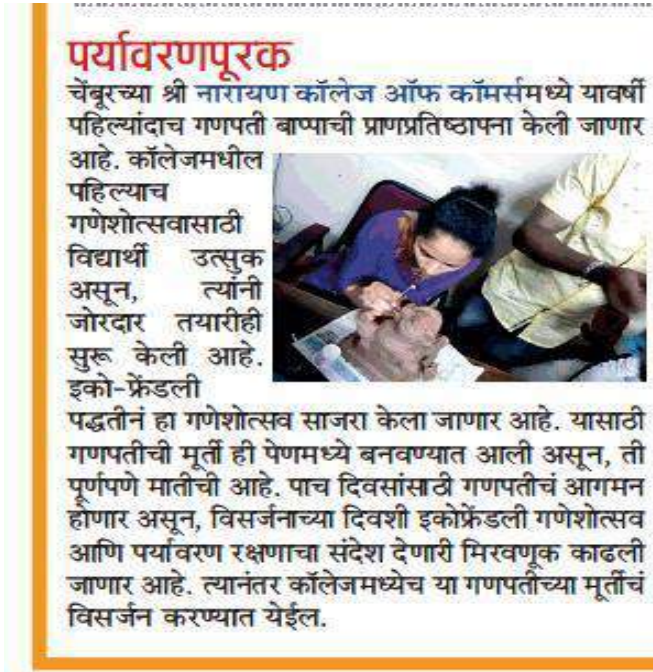 पर्यावरणपूरक
चेंबूरच्या श्री नारायण कॉलेज ऑफ कॉमर्समध्ये यावर्षी
पहिल्यांदाच गणपती बाप्पाची प्राणप्रतिष्ठापना केली जाणार
आहे. कॉलेजमधील
पहिल्याच
गणेशोत्सवासाठी
विद्यार्थी उत्सुक
असून, त्यांनी
जोरदार तयारीही
सुरू केली आहे.
इको-फ्रेंडली
पद्धतीनं हा गणेशोत्सव साजरा केला जाणार आहे. यासाठी
गणपतीची मूर्ती ही पेणमध्ये बनवण्यात आली असून, ती
पूर्णपणे मातीची आहे. पाच दिवसांसाठी गणपतीचं आगमन
होणार असून, विसर्जनाच्या दिवशी इकोफ्रेंडली गणेशोत्सव
आणि पर्यावरण रक्षणाचा संदेश देणारी मिरवणूक काढली
जाणार आहे. त्यानंतर कॉलेजमध्येच या गणपतीच्या मूर्तीचं
विसर्जन करण्यात येईल.